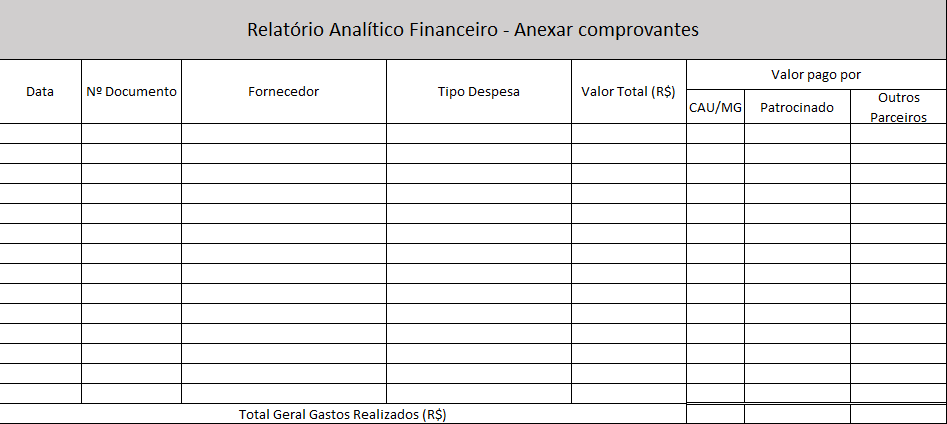 Relatório Analítico Financeiro - Anexar comprovantes
Data
Nº Documento
Fornecedor
Tipo Despesa
Valor Total (R$)
Valor pago por
CAU/MG
Patrocinado
Outros
Parceiros
Total Geral Gastos Realizados (R$)